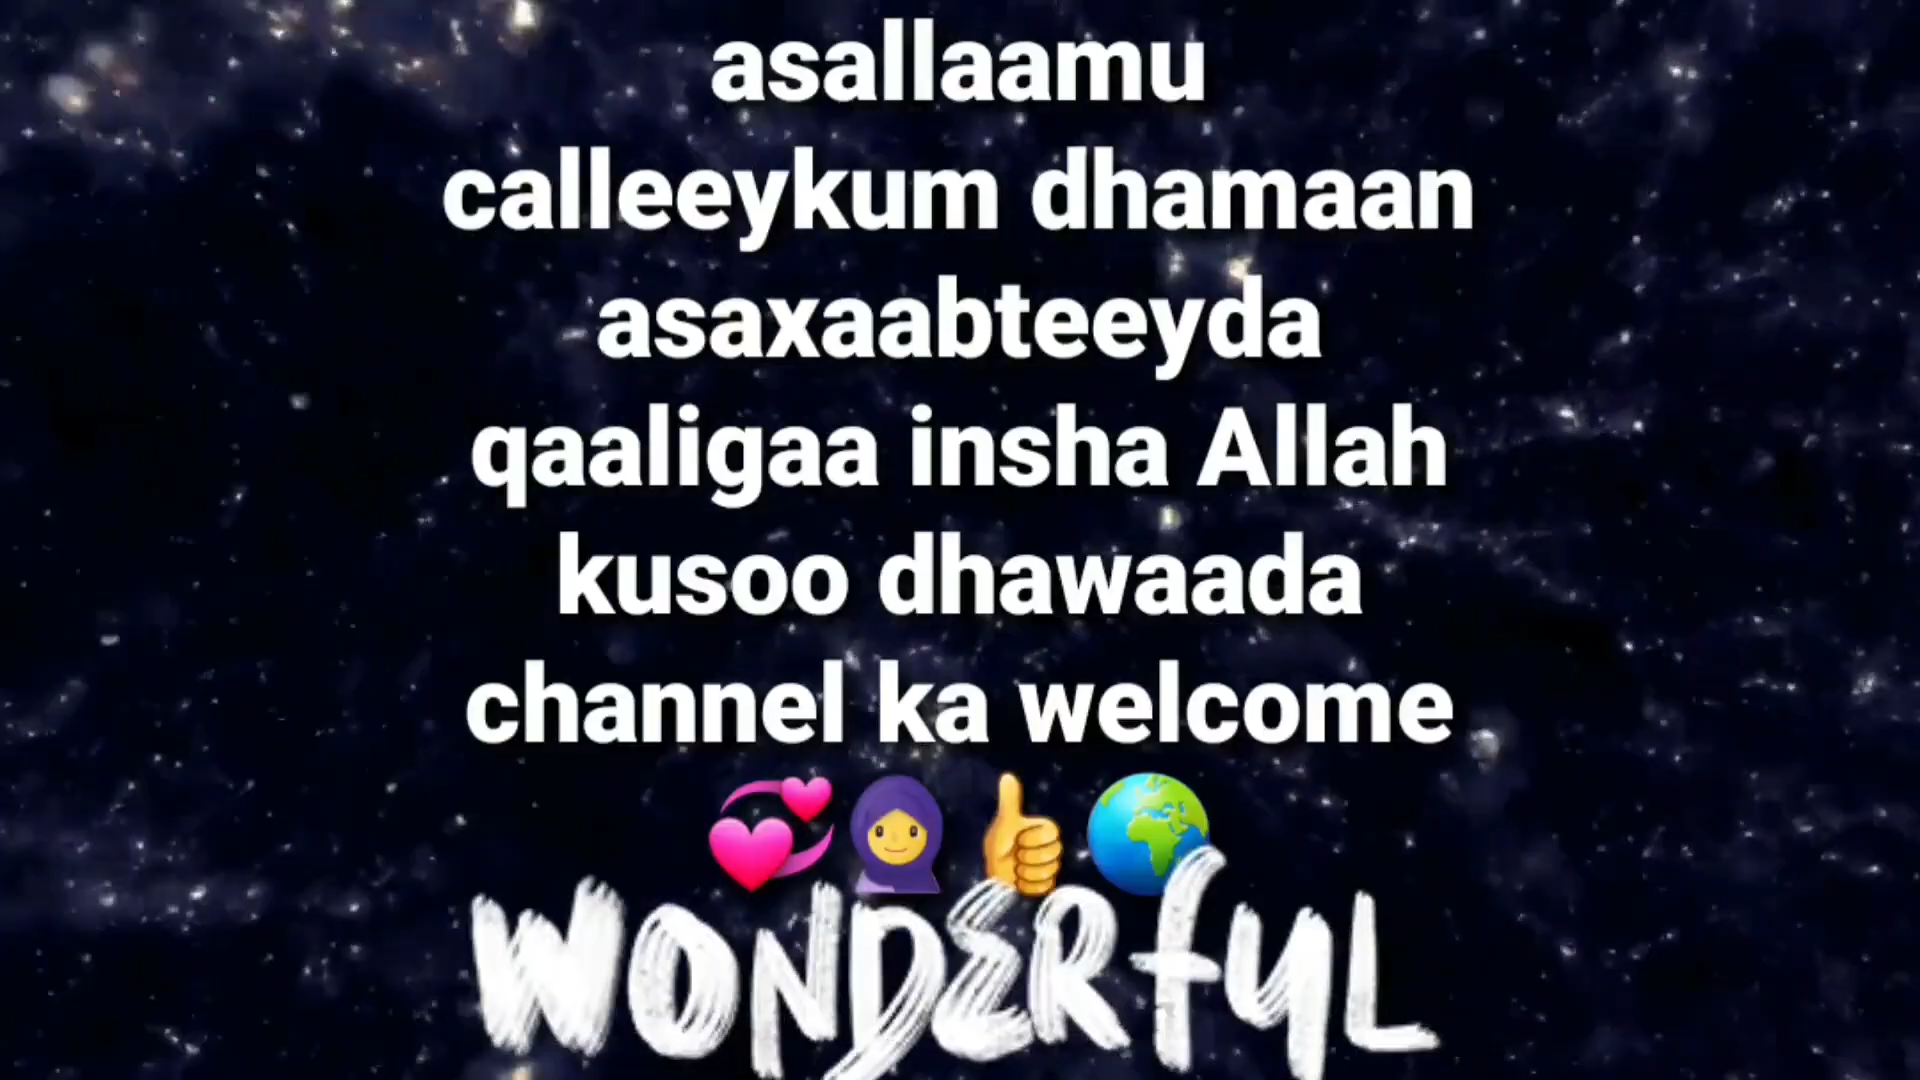 asallaamu
calleeykum dhamaan
asaxaabteeyda
qaaligaa insha Allah
kusoo dhawaada
channel ka welcome
💞🧕👍🌍
WONDERFUL